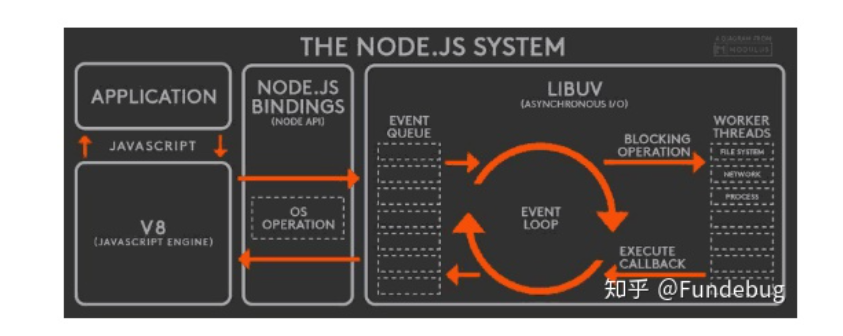 THE NODE.JS SYSTEM
A DIAGRAM FROM
MODULUS
APPLICATION
JAVASCRIPT
V8
(JAVASCRIPT ENGINE)
NODE.JS
BINDINGS
(NODE API)
OS
OPERATION
LIBUV
(ASYNCHRONOUS I/O)
EVENT
QUEUE
EVENT
LOOP
BLOCKING
OPERATION
EXECUTE
CALLBACK
WORKER
THREADS
FILE SYSTEM
NETWORK
PROCESS
知乎 @Fundebug